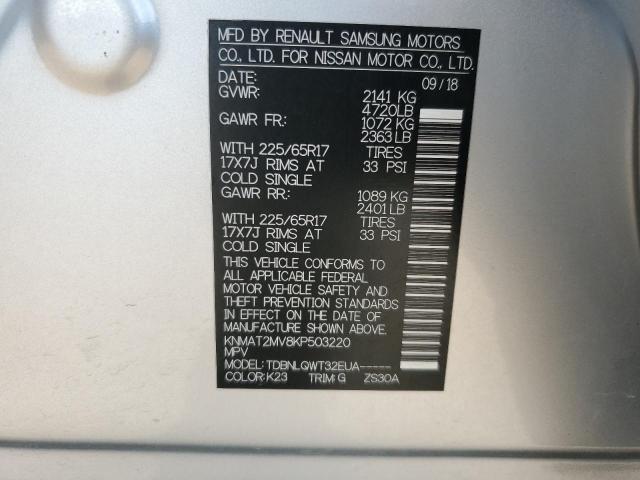 MFD BY RENAULT SAMSUNG MOTORS
CO., LTD. FOR NISSAN MOTOR CO., LTD.
DATE: 09/18
GVWR: 2141 KG
4720LB
GAWR FR: 1072 KG
2363LB
WITH 225/65R17 TIRES
17X7J RIMS AT 33 PSI
COLD SINGLE
GAWR RR: 1089 KG
2401LB
WITH 225/65R17 TIRES
17X7J RIMS AT 33 PSI
COLD SINGLE
THIS VEHICLE CONFORMS TO
ALL APPLICABLE FEDERAL
MOTOR VEHICLE SAFETY AND
THEFT PREVENTION STANDARDS
IN EFFECT ON THE DATE OF
MANUFACTURE SHOWN ABOVE.
KNMAT2MV8KP503220
MPV
MODEL: TDBNLQWT32EUA-----
COLOR:K23 TRIM:G ZS30A